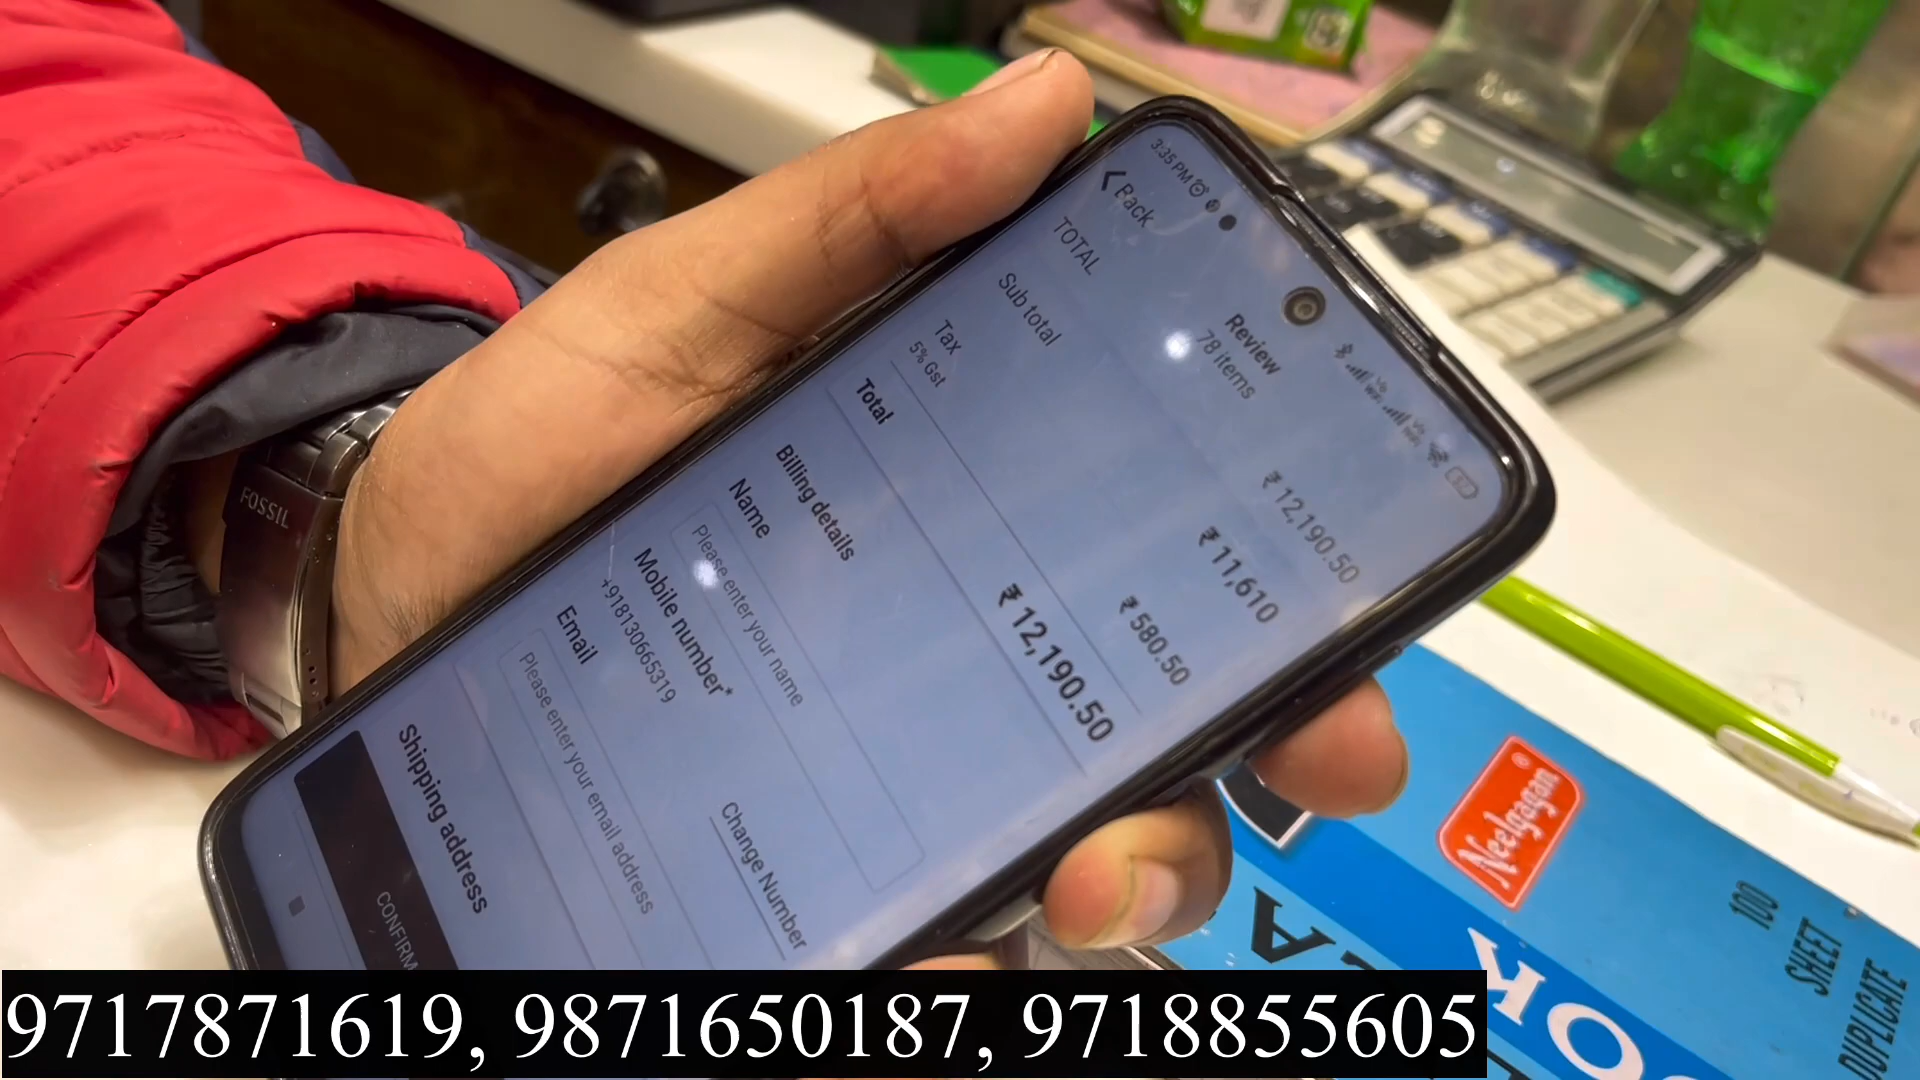 3:35 PM
Back
Review
78 items
TOTAL
₹12,190.50
Sub total
₹11,610
Tax
5% Gst
₹580.50
Total
₹12,190.50
Billing details
Name
Please enter your name
Mobile number*
+918130665319
Change Number
Email
Please enter your email address
Shipping address
CONFIRM
FOSSIL
Neelgagan
®
100
SHEET
DUPLICATE
9717871619, 9871650187, 9718855605